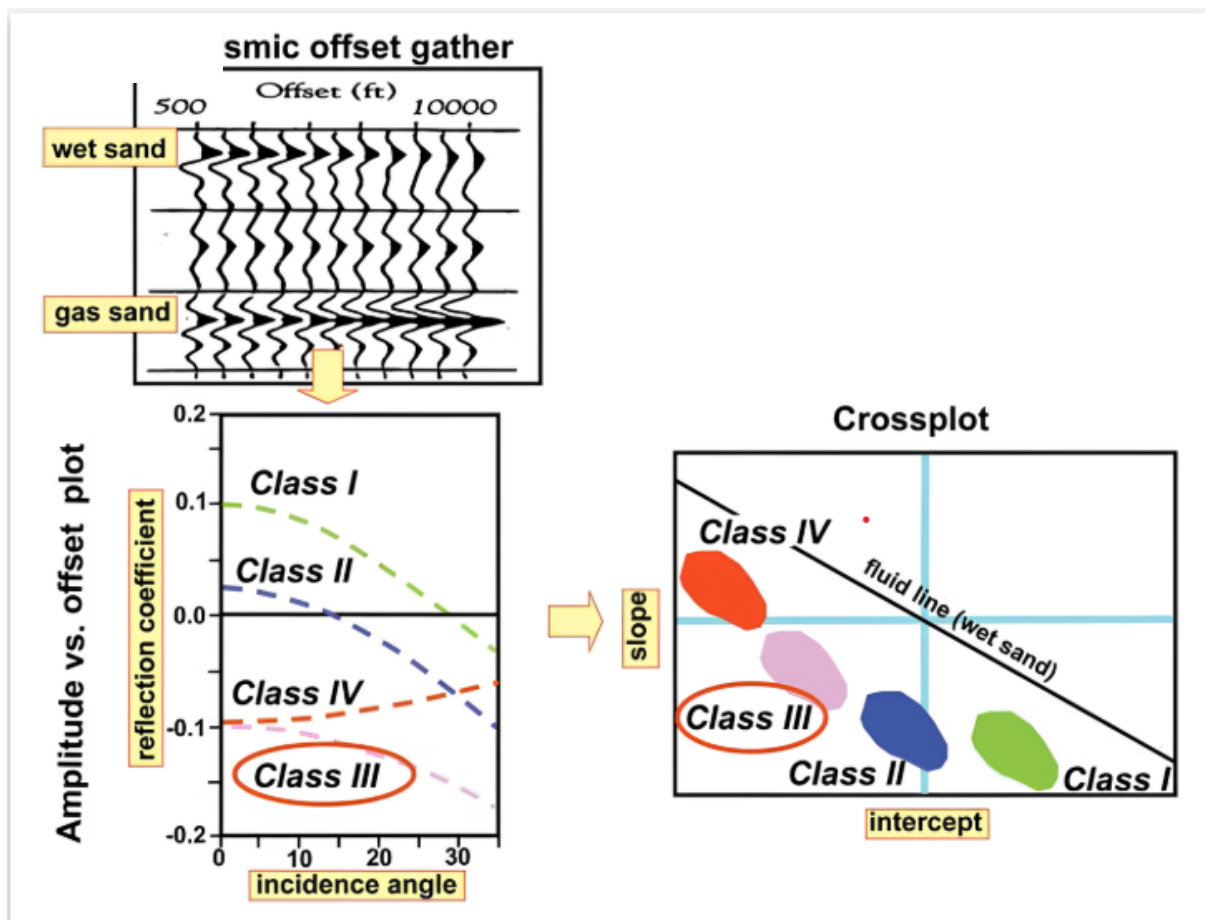 smic offset gather
Offset (ft)
500
10000
wet sand
gas sand
Amplitude vs. offset plot
reflection coefficient
0.2
0.1
0.0
-0.1
-0.2
Class I
Class II
Class IV
Class III
0 10 20 30
incidence angle
Crossplot
slope
Class IV
fluid line (wet sand)
Class III
Class II
Class I
intercept